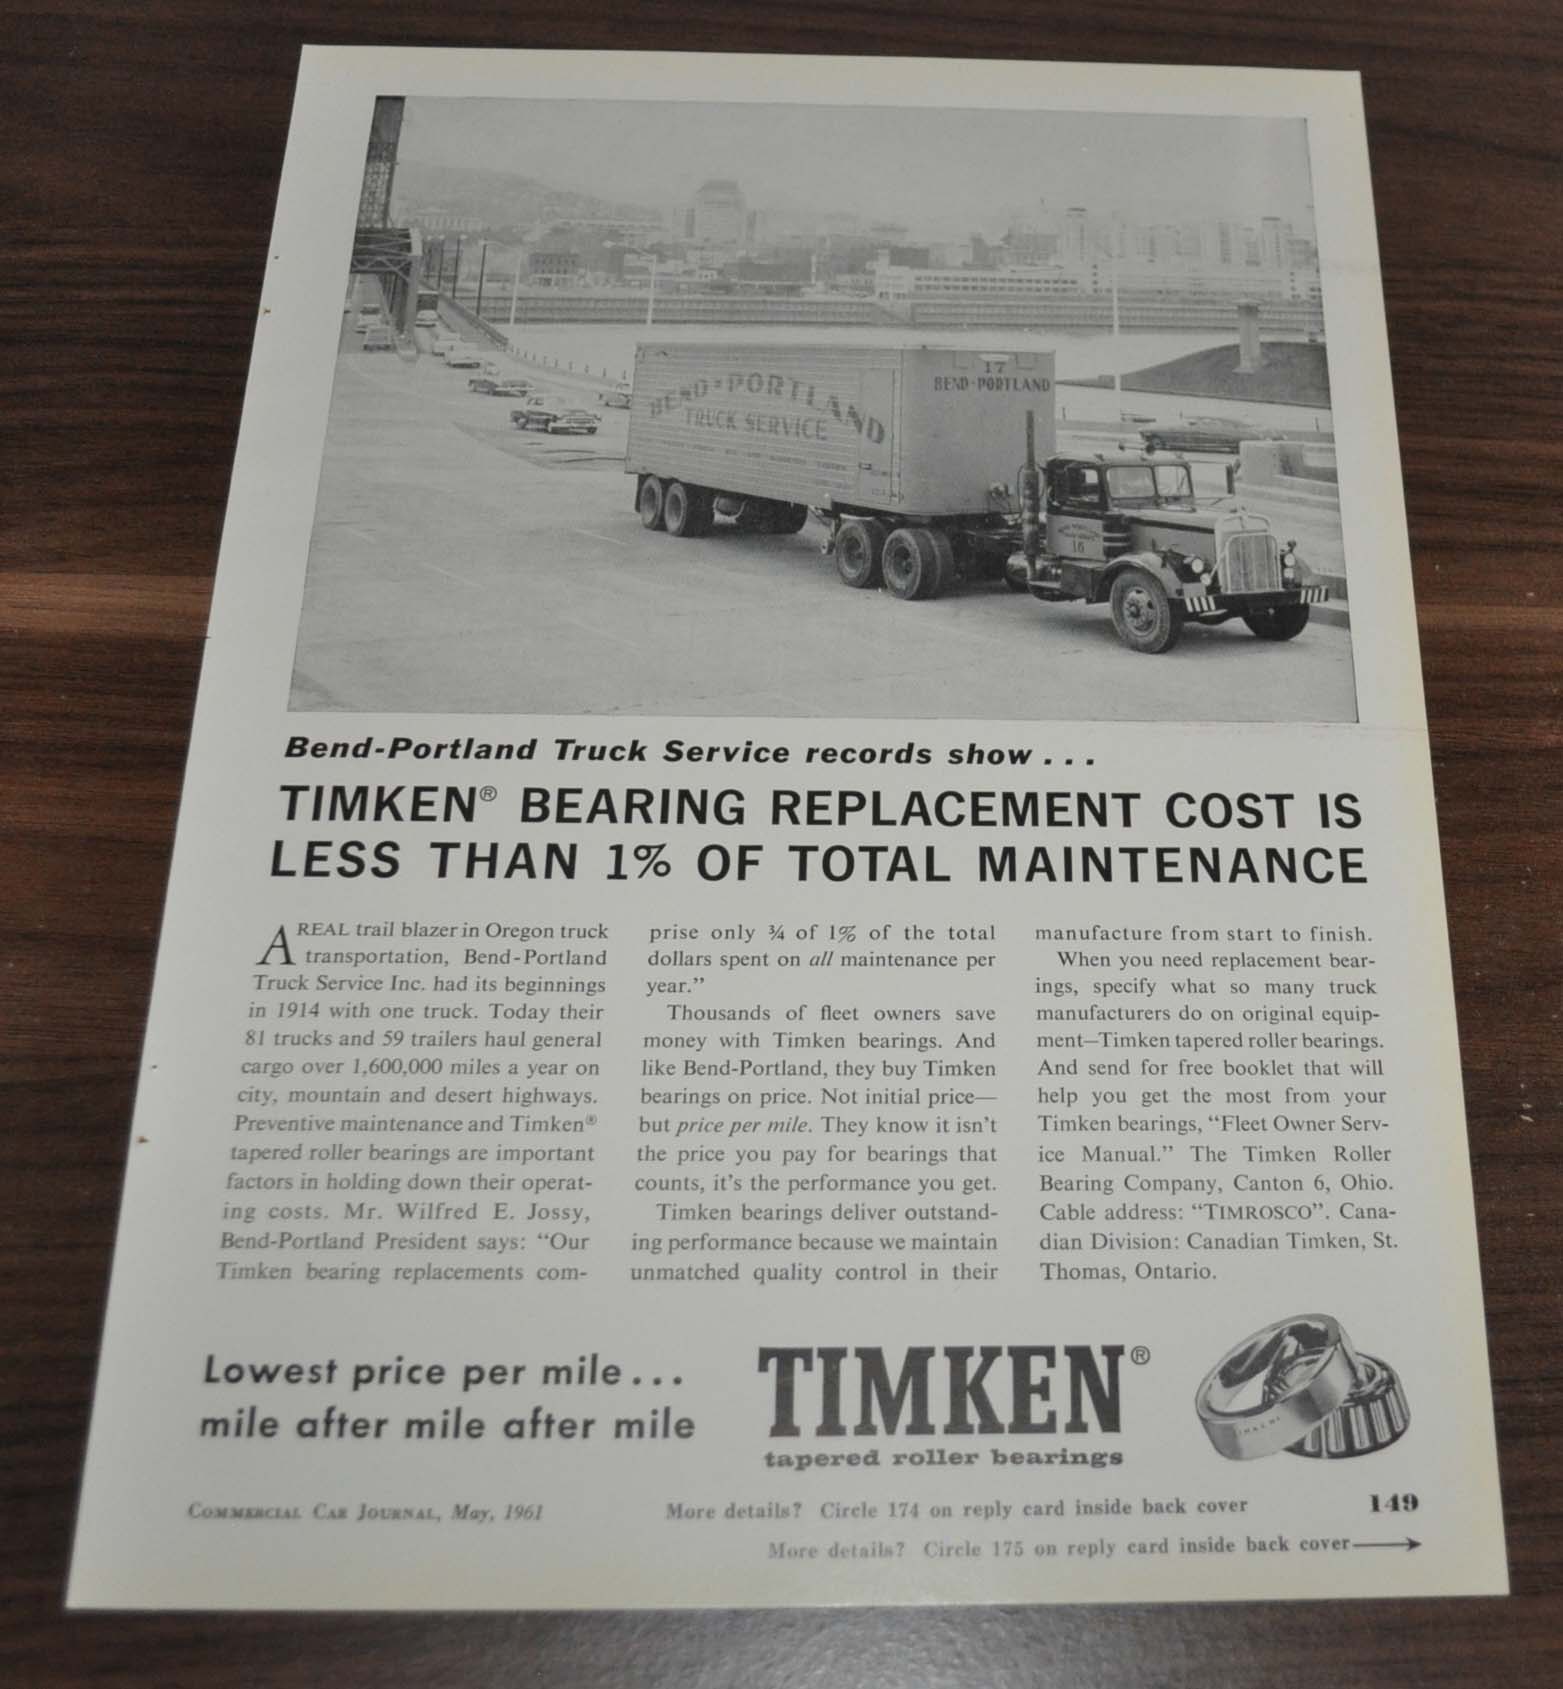 17
BEND-PORTLAND
BEND-PORTLAND
TRUCK SERVICE
16
Bend-Portland Truck Service records show . . .
TIMKEN® BEARING REPLACEMENT COST IS
LESS THAN 1% OF TOTAL MAINTENANCE
A REAL trail blazer in Oregon truck
transportation, Bend-Portland
Truck Service Inc. had its beginnings
in 1914 with one truck. Today their
81 trucks and 59 trailers haul general
cargo over 1,600,000 miles a year on
city, mountain and desert highways.
Preventive maintenance and Timken®
tapered roller bearings are important
factors in holding down their operat-
ing costs. Mr. Wilfred E. Jossy,
Bend-Portland President says: “Our
Timken bearing replacements com-
prise only ¾ of 1% of the total
dollars spent on all maintenance per
year.”
Thousands of fleet owners save
money with Timken bearings. And
like Bend-Portland, they buy Timken
bearings on price. Not initial price—
but price per mile. They know it isn't
the price you pay for bearings that
counts, it's the performance you get.
Timken bearings deliver outstand-
ing performance because we maintain
unmatched quality control in their
manufacture from start to finish.
When you need replacement bear-
ings, specify what so many truck
manufacturers do on original equip-
ment—Timken tapered roller bearings.
And send for free booklet that will
help you get the most from your
Timken bearings, “Fleet Owner Serv-
ice Manual.” The Timken Roller
Bearing Company, Canton 6, Ohio.
Cable address: “TIMROSCO”. Cana-
dian Division: Canadian Timken, St.
Thomas, Ontario.
Lowest price per mile . . .
mile after mile after mile
TIMKEN®
tapered roller bearings
COMMERCIAL CAR JOURNAL, May, 1961
More details? Circle 174 on reply card inside back cover
149
More details? Circle 175 on reply card inside back cover